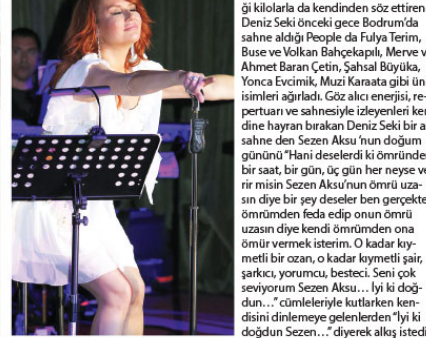 ği kilolarla da kendinden söz ettiren
Deniz Seki önceki gece Bodrum'da
sahne aldığı People da Fulya Terim,
Buse ve Volkan Bahçekapılı, Merve v
Ahmet Baran Çetin, Şahsal Büyüka,
Yonca Evcimik, Muzi Karaata gibi ün
isimleri ağırladı. Göz alıcı enerjisi, re-
pertuarı ve sahnesiyle izleyenleri ken
dine hayran bırakan Deniz Seki bir a
sahne den Sezen Aksu 'nun doğum
gününü "Hani deselerdi ki ömründen
bir saat, bir gün, üç gün her neyse ve
rir misin Sezen Aksu'nun ömrü uza-
sın diye bir şey deseler ben gerçekte
ömrümden feda edip onun ömrü
uzasın diye kendi ömrümden ona
ömür vermek isterim. O kadar kıy-
metli bir ozan, o kadar kıymetli şair,
şarkıcı, yorumcu, besteci. Seni çok
seviyorum Sezen Aksu... İyi ki doğ-
dun..." cümleleriyle kutlarken ken-
disini dinlemeye gelenlerden "İyi ki
doğdun Sezen..." diyerek alkış istedi